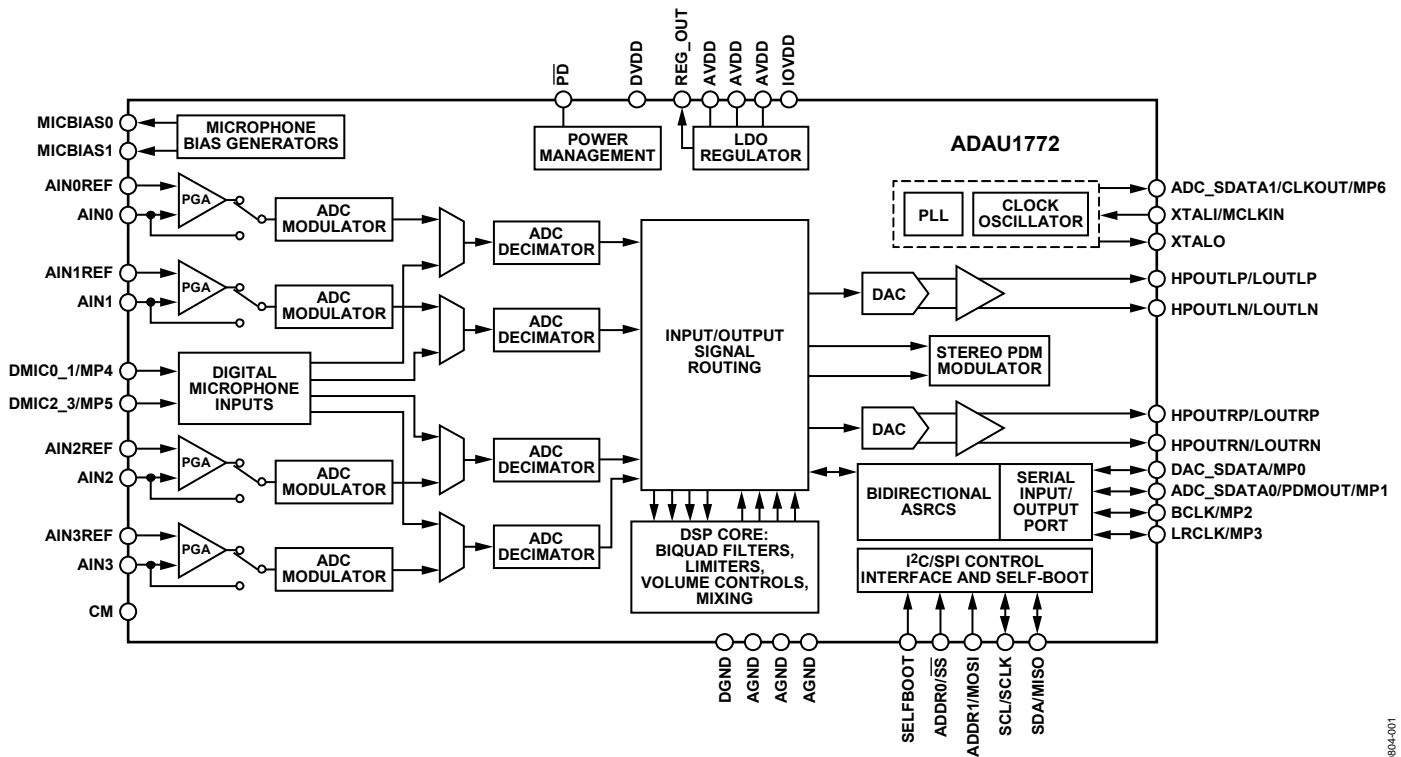 PD
DVDD
REG_OUT
AVDD
AVDD
AVDD
IOVDD
MICBIAS0
MICBIAS1
MICROPHONE
BIAS GENERATORS
POWER
MANAGEMENT
LDO
REGULATOR
ADAU1772
AIN0REF
AIN0
PGA
ADC
MODULATOR
ADC
DECIMATOR
PLL
CLOCK
OSCILLATOR
ADC_SDATA1/CLKOUT/MP6
XTALI/MCLKIN
XTALO
AIN1REF
AIN1
PGA
ADC
MODULATOR
ADC
DECIMATOR
INPUT/OUTPUT
SIGNAL
ROUTING
DAC
HPOUTLP/LOUTLP
HPOUTLN/LOUTLN
DMIC0_1/MP4
DMIC2_3/MP5
DIGITAL
MICROPHONE
INPUTS
STEREO PDM
MODULATOR
AIN2REF
AIN2
PGA
ADC
MODULATOR
ADC
DECIMATOR
DAC
HPOUTRP/LOUTRP
HPOUTRN/LOUTRN
BIDIRECTIONAL
ASRCS
SERIAL
INPUT/
OUTPUT
PORT
DAC_SDATA/MP0
ADC_SDATA0/PDMOUT/MP1
BCLK/MP2
LRCLK/MP3
AIN3REF
AIN3
PGA
ADC
MODULATOR
ADC
DECIMATOR
DSP CORE:
BIQUAD FILTERS,
LIMITERS,
VOLUME CONTROLS,
MIXING
I2C/SPI CONTROL
INTERFACE AND SELF-BOOT
CM
DGND
AGND
AGND
AGND
SELFBOOT
ADDR0/SS
ADDR1/MOSI
SCL/SCLK
SDA/MISO